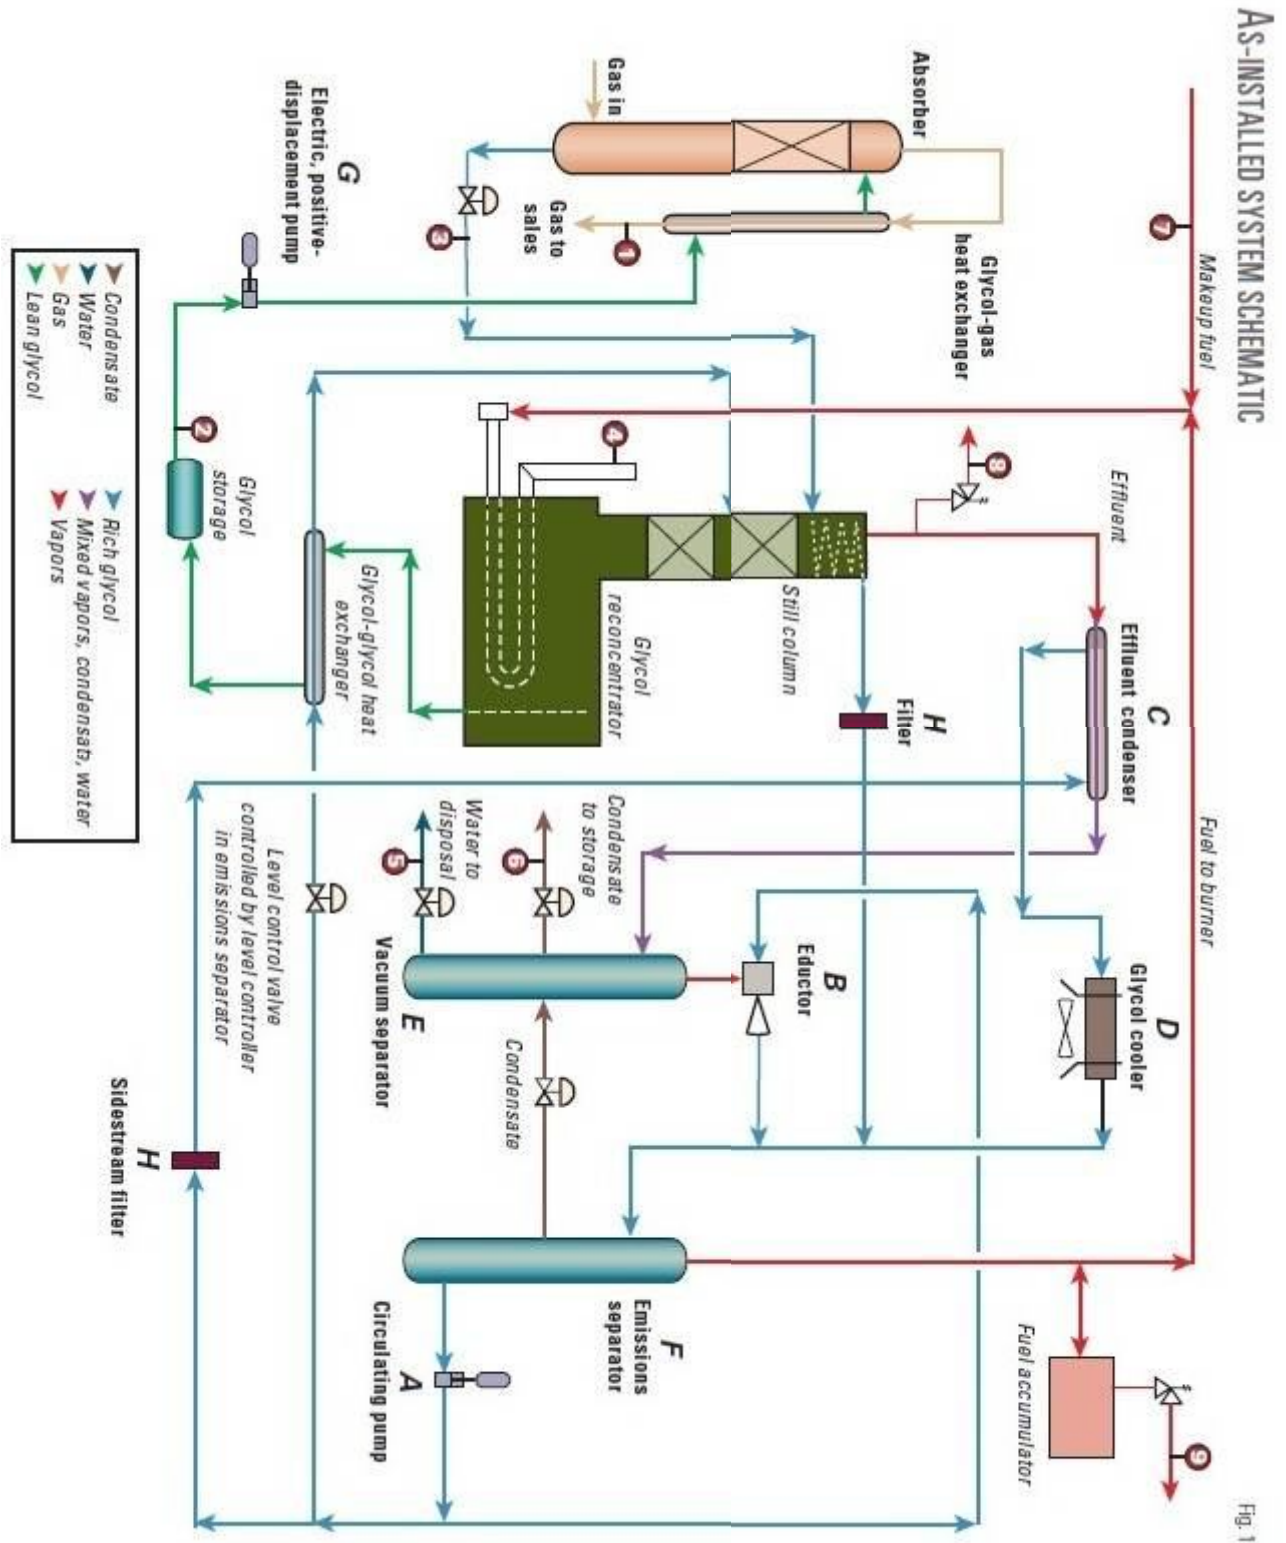 AS-INSTALLED SYSTEM SCHEMATIC
Fig. 1
7
Makeup fuel
Fuel to burner
9
Effluent
C
Effluent condenser
D
Glycol cooler
Fuel accumulator
8
Absorber
Glycol-gas
heat exchanger
H
Filter
B
Eductor
Still column
Gas in
1
Gas to
sales
4
Glycol
reconcentrator
Condensate
to storage
6
F
Emissions
separator
3
Water to
disposal
5
Condensate
E
Vacuum separator
A
Circulating pump
G
Electric, positive-
displacement pump
Glycol-glycol heat
exchanger
Glycol
storage
2
Level control valve
controlled by level controller
in emissions separator
H
Sidestream filter
Condensate
Water
Gas
Lean glycol
Rich glycol
Mixed vapors, condensate, water
Vapors